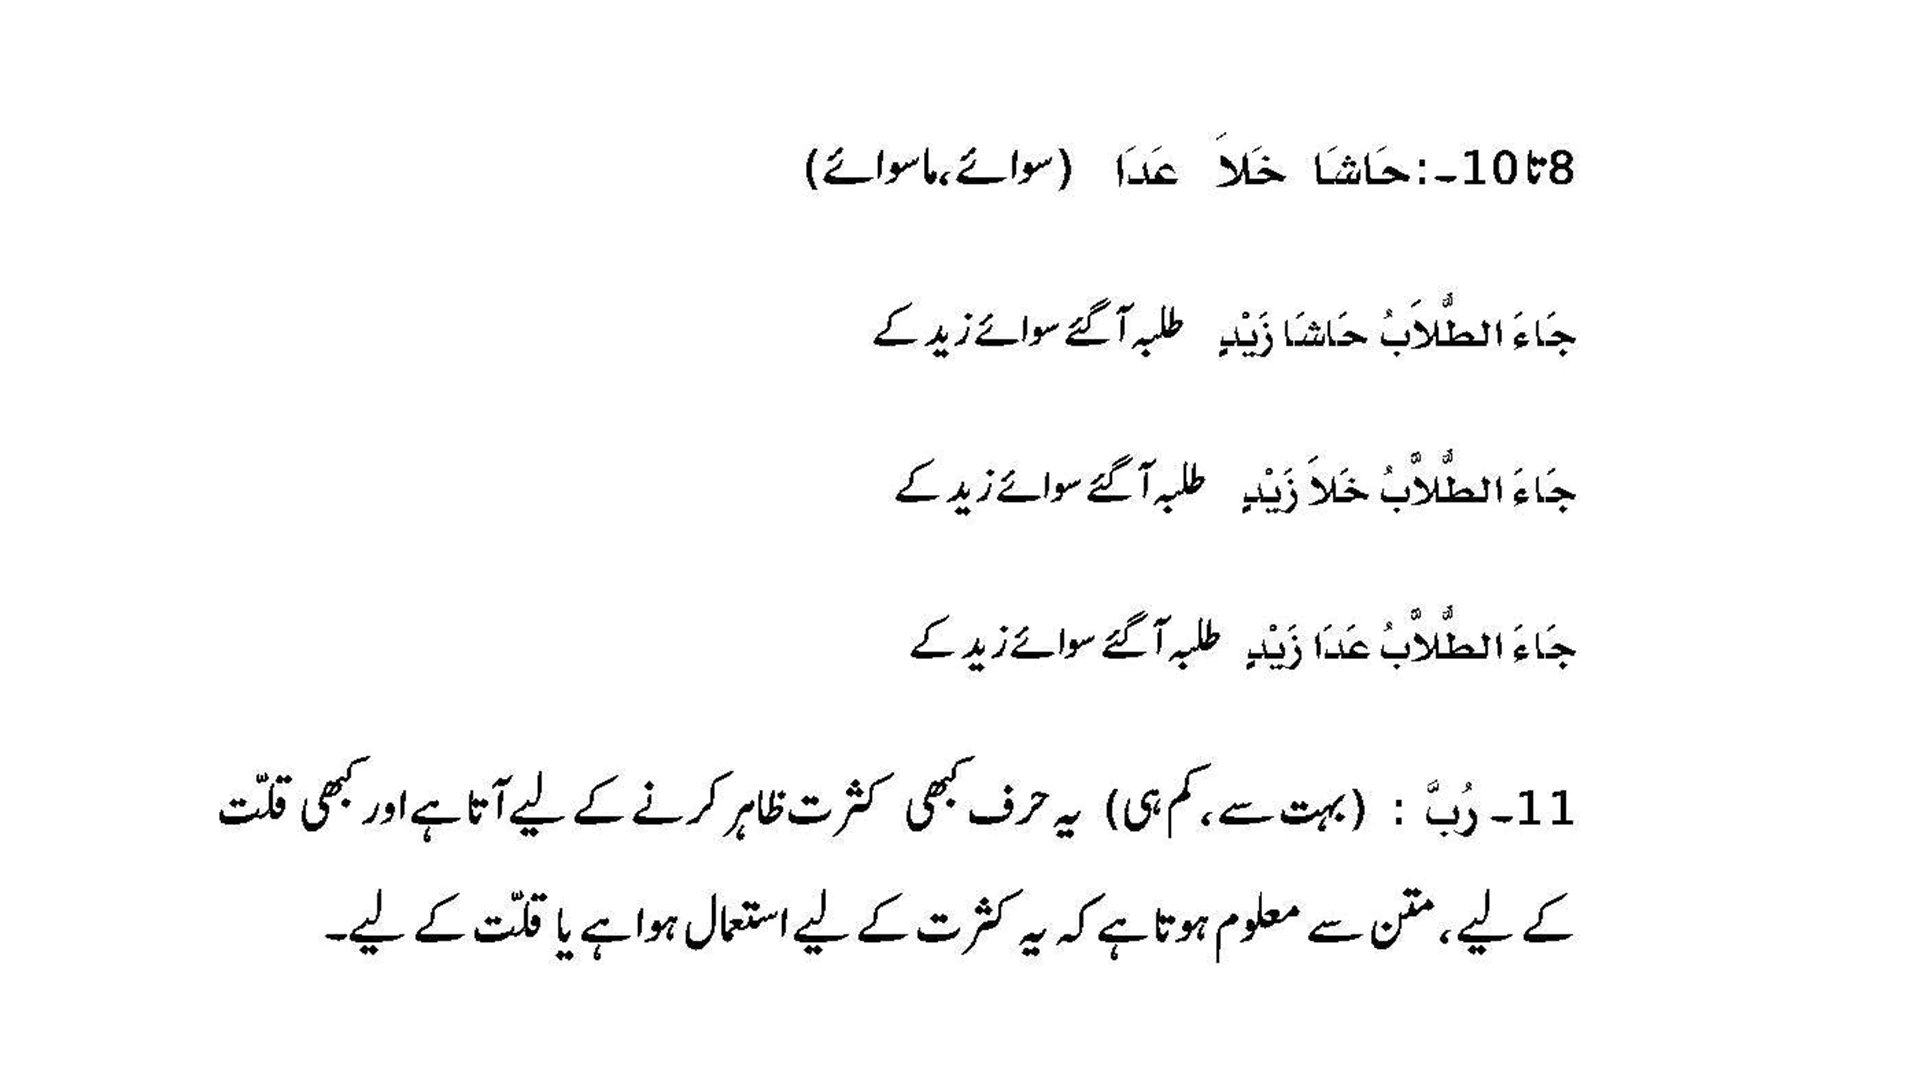 8تا10۔:حَاشَا خَلاَ عَدَا (سوائے،ماسوائے)
جَاءَ الطُّلاَبُ حَاشَا زَيْدٍ طلبہ آگئے سوائے زید کے
جَاءَ الطُّلاَّبُ خَلاَ زَيْدٍ طلبہ آگئے سوائے زید کے
جَاءَ الطُّلاَّبُ عَدَا زَيْدٍ طلبہ آگئے سوائے زید کے
11۔ رُبَّ : (بہت سے، کم ہی) یہ حرف کبھی کثرت ظاہر کرنے کے لیے آتا ہے اور کبھی قلّت
کے لیے، متن سے معلوم ہوتا ہے کہ یہ کثرت کے لیے استعمال ہوا ہے یا قلّت کے لیے۔